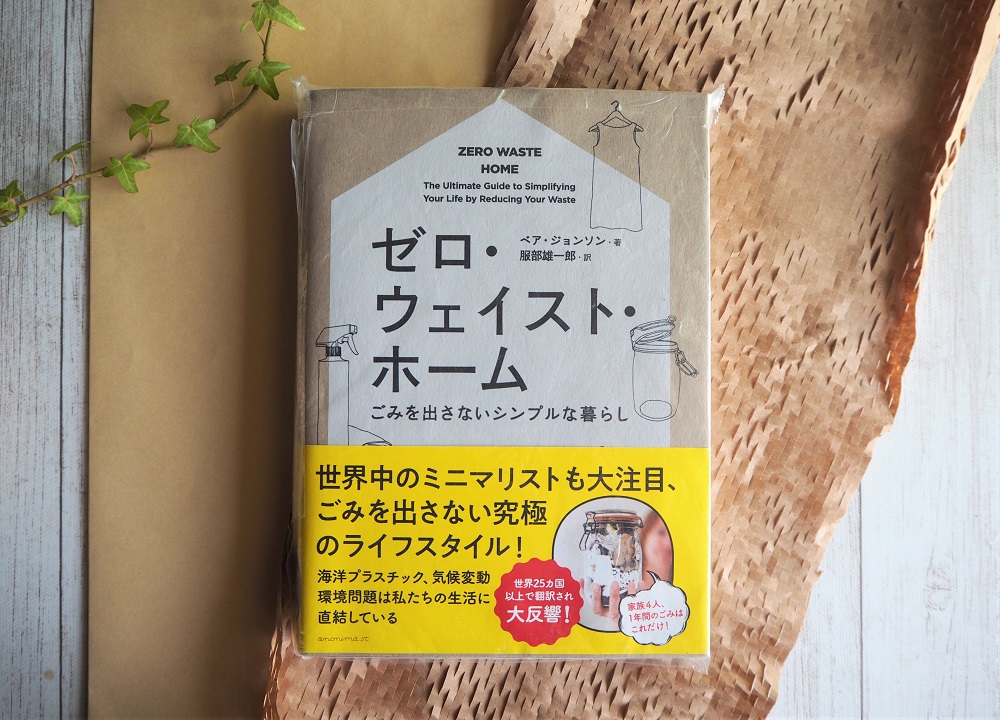 ZERO WASTE
HOME
The Ultimate Guide to Simplifying
Your Life by Reducing Your Waste
ゼロ・
ウェイスト・
ホーム
ベア・ジョンソン・著
服部雄一郎・訳
ごみを出さないシンプルな暮らし
世界中のミニマリストも大注目、
ごみを出さない究極
のライフスタイル!
海洋プラスチック、気候変動
環境問題は私たちの生活に
直結している
anonima st.
世界25カ国
以上で翻訳され
大反響!
家族4人、
1年間のごみは
これだけ!